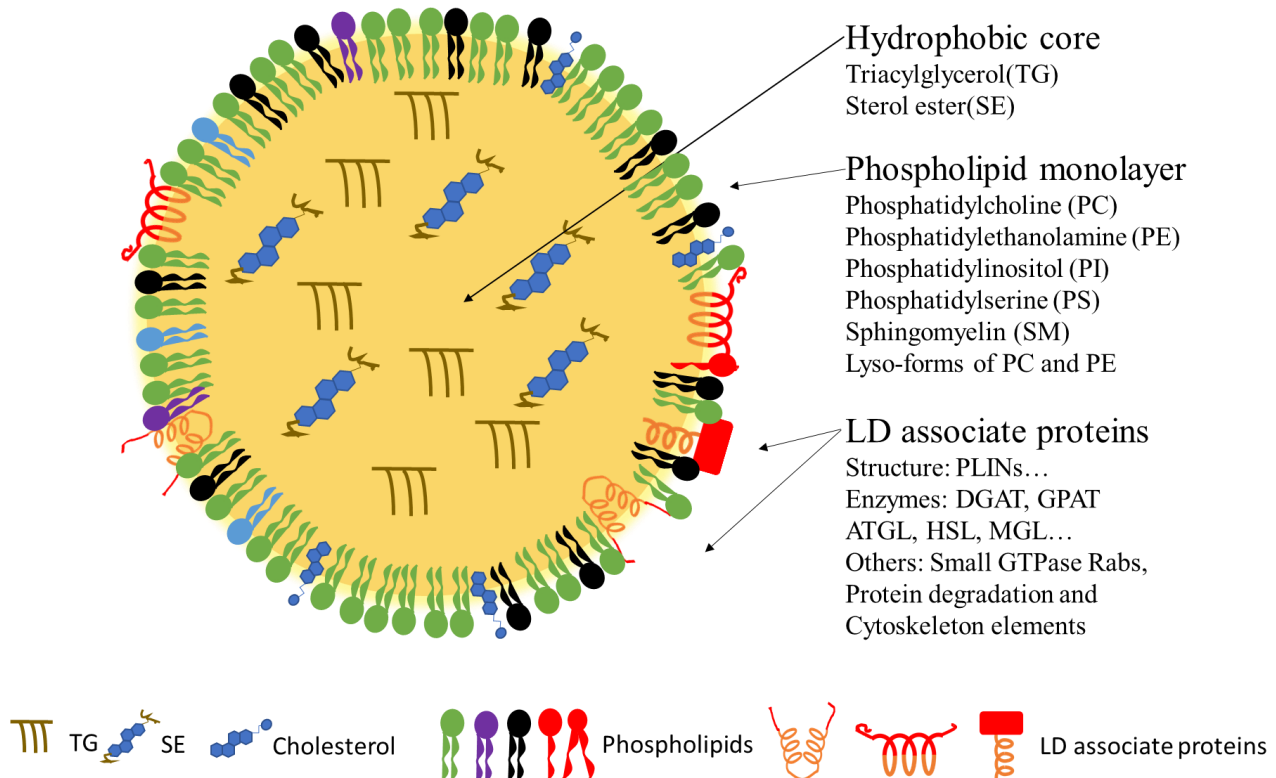 Hydrophobic core
Triacylglycerol(TG)
Sterol ester(SE)
Phospholipid monolayer
Phosphatidylcholine (PC)
Phosphatidylethanolamine (PE)
Phosphatidylinositol (PI)
Phosphatidylserine (PS)
Sphingomyelin (SM)
Lyso-forms of PC and PE
LD associate proteins
Structure: PLINs…
Enzymes: DGAT, GPAT
ATGL, HSL, MGL…
Others: Small GTPase Rabs,
Protein degradation and
Cytoskeleton elements
TG SE Cholesterol Phospholipids LD associate proteins